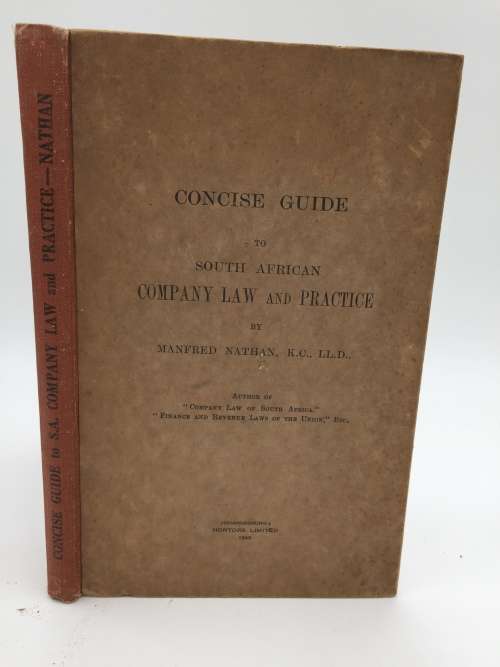 CONCISE GUIDE to S.A. COMPANY LAW and PRACTICE—NATHAN
CONCISE GUIDE
TO
SOUTH AFRICAN
COMPANY LAW AND PRACTICE
BY
MANFRED NATHAN, K.C., LL.D.,
AUTHOR OF
"COMPANY LAW OF SOUTH AFRICA,"
"FINANCE AND REVENUE LAWS OF THE UNION," ETC.
JOHANNESBURG:
HORTORS LIMITED